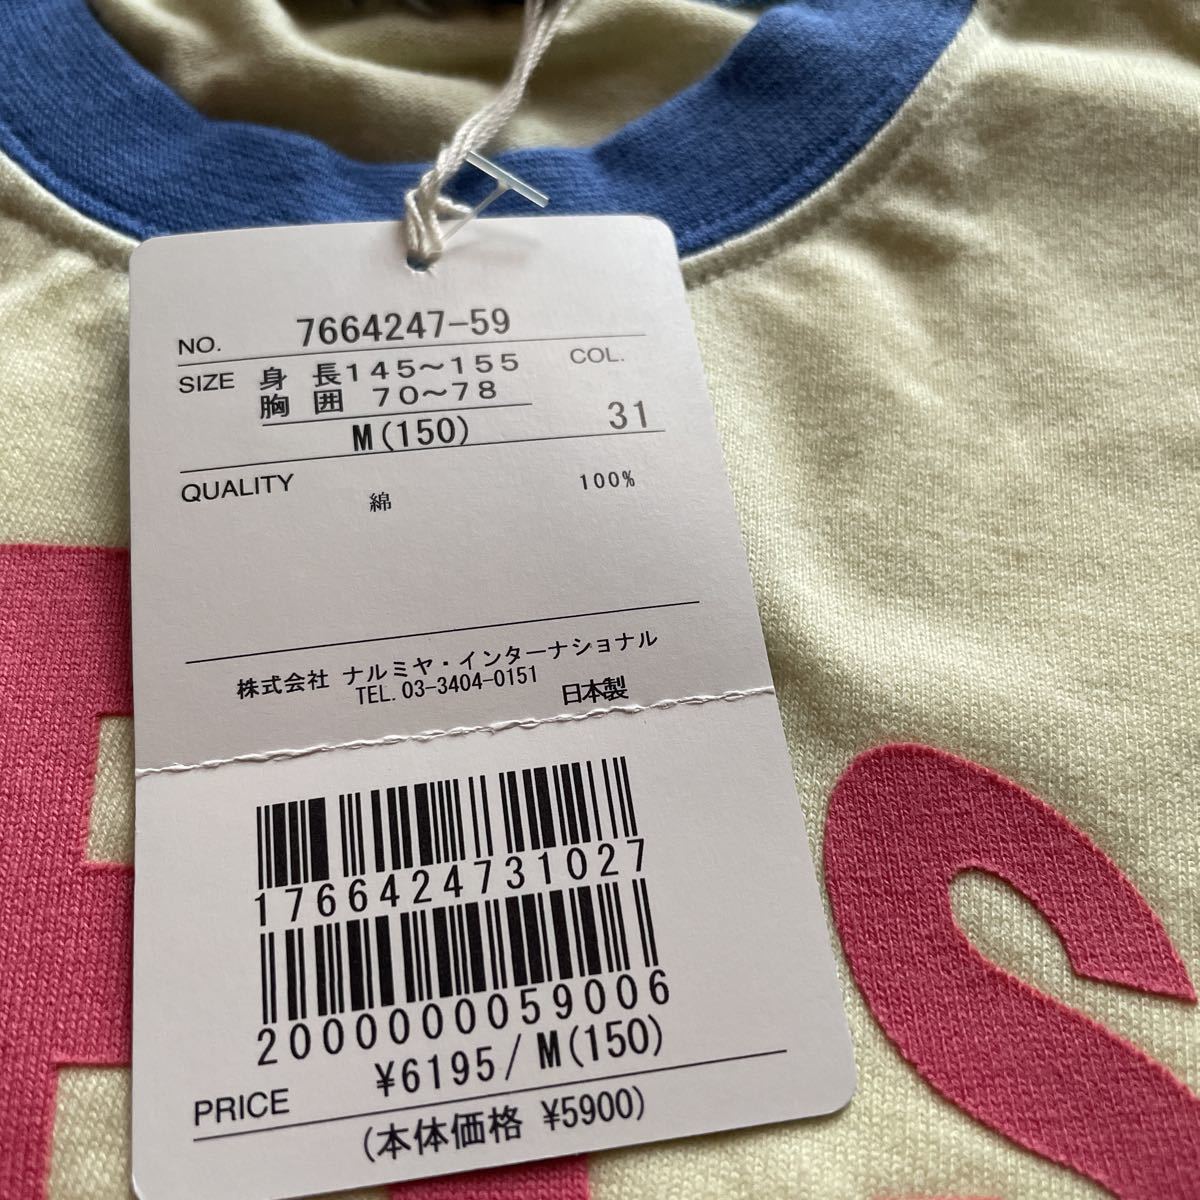 NO. 7664247-59
SIZE 身長145～155 COL.
胸囲 70～78
M(150) 31
QUALITY 綿 100%
株式会社 ナルミヤ・インターナショナル
TEL. 03-3404-0151 日本製
1766424731027
2000000059006
PRICE ¥6195/M(150)
(本体価格 ¥5900)
S